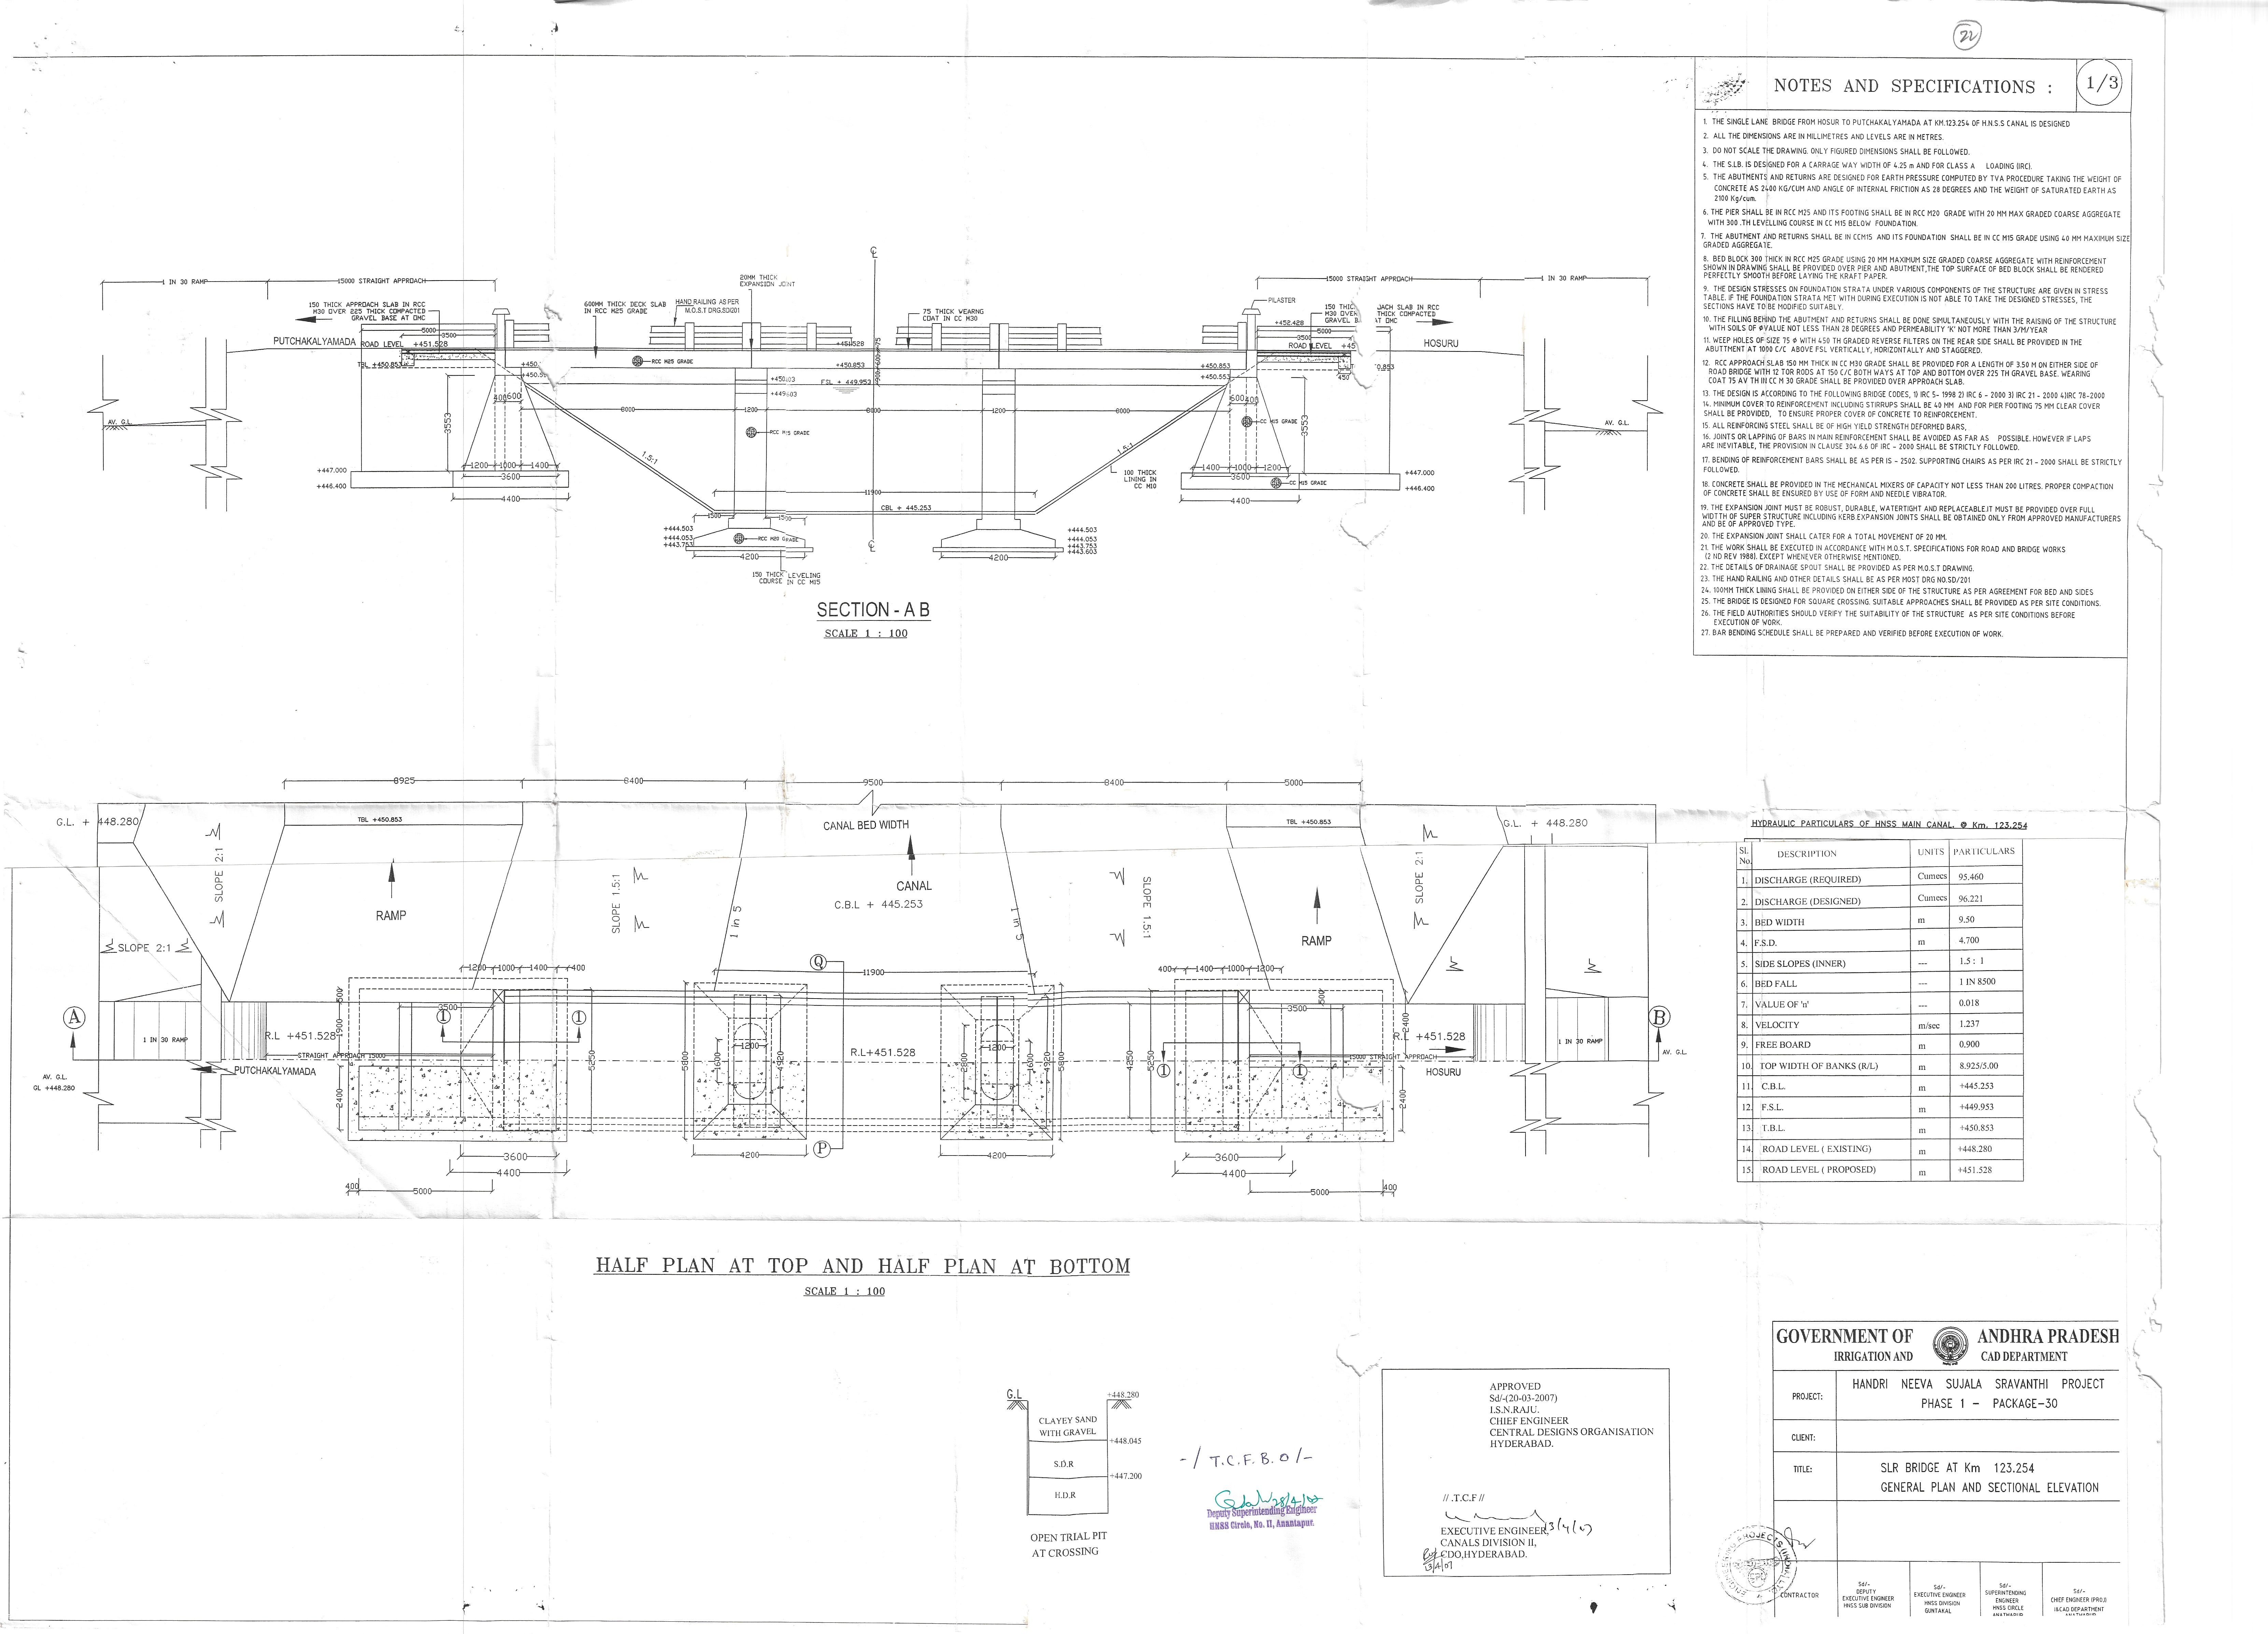 22
NOTES AND SPECIFICATIONS :
1/3
1. THE SINGLE LANE BRIDGE FROM HOSUR TO PUTCHAKALYAMADA AT KM.123.254 OF H.N.S.S CANAL IS DESIGNED
2. ALL THE DIMENSIONS ARE IN MILLIMETRES AND LEVELS ARE IN METRES.
3. DO NOT SCALE THE DRAWING. ONLY FIGURED DIMENSIONS SHALL BE FOLLOWED.
4. THE S.LB. IS DESIGNED FOR A CARRAGE WAY WIDTH OF 4.25 m AND FOR CLASS A LOADING (IRC).
5. THE ABUTMENTS AND RETURNS ARE DESIGNED FOR EARTH PRESSURE COMPUTED BY TVA PROCEDURE TAKING THE WEIGHT OF
CONCRETE AS 2400 KG/CUM AND ANGLE OF INTERNAL FRICTION AS 28 DEGREES AND THE WEIGHT OF SATURATED EARTH AS
2100 Kg/cum.
6. THE PIER SHALL BE IN RCC M25 AND ITS FOOTING SHALL BE IN RCC M20 GRADE WITH 20 MM MAX GRADED COARSE AGGREGATE
WITH 300 .TH LEVELLING COURSE IN CC M15 BELOW FOUNDATION.
7. THE ABUTMENT AND RETURNS SHALL BE IN CCM15 AND ITS FOUNDATION SHALL BE IN CC M15 GRADE USING 40 MM MAXIMUM SIZE
GRADED AGGREGATE.
8. BED BLOCK 300 THICK IN RCC M25 GRADE USING 20 MM MAXIMUM SIZE GRADED COARSE AGGREGATE WITH REINFORCEMENT
SHOWN IN DRAWING SHALL BE PROVIDED OVER PIER AND ABUTMENT,THE TOP SURFACE OF BED BLOCK SHALL BE RENDERED
PERFECTLY SMOOTH BEFORE LAYING THE KRAFT PAPER.
9. THE DESIGN STRESSES ON FOUNDATION STRATA UNDER VARIOUS COMPONENTS OF THE STRUCTURE ARE GIVEN IN STRESS
TABLE. IF THE FOUNDATION STRATA MET WITH DURING EXECUTION IS NOT ABLE TO TAKE THE DESIGNED STRESSES, THE
SECTIONS HAVE TO BE MODIFIED SUITABLY.
10. THE FILLING BEHIND THE ABUTMENT AND RETURNS SHALL BE DONE SIMULTANEOUSLY WITH THE RAISING OF THE STRUCTURE
WITH SOILS OF ØVALUE NOT LESS THAN 28 DEGREES AND PERMEABILITY 'K' NOT MORE THAN 3/M/YEAR
11. WEEP HOLES OF SIZE 75 Ø WITH 450 TH GRADED REVERSE FILTERS ON THE REAR SIDE SHALL BE PROVIDED IN THE
ABUTTMENT AT 1000 C/C ABOVE FSL VERTICALLY, HORIZONTALLY AND STAGGERED.
12. RCC APPROACH SLAB 150 MM THICK IN CC M30 GRADE SHALL BE PROVIDED FOR A LENGTH OF 3.50 M ON EITHER SIDE OF
ROAD BRIDGE WITH 12 TOR RODS AT 150 C/C BOTH WAYS AT TOP AND BOTTOM OVER 225 TH GRAVEL BASE. WEARING
COAT 75 AV TH III CC M 30 GRADE SHALL BE PROVIDED OVER APPROACH SLAB.
13. THE DESIGN IS ACCORDING TO THE FOLLOWING BRIDGE CODES, 1) IRC 5- 1998 2) IRC 6 - 2000 3) IRC 21 - 2000 4)IRC 78-2000
14. MINIMUM COVER TO REINFORCEMENT INCLUDING STIRRUPS SHALL BE 40 MM AND FOR PIER FOOTING 75 MM CLEAR COVER
SHALL BE PROVIDED, TO ENSURE PROPER COVER OF CONCRETE TO REINFORCEMENT.
15. ALL REINFORCING STEEL SHALL BE OF HIGH YIELD STRENGTH DEFORMED BARS,
16. JOINTS OR LAPPING OF BARS IN MAIN REINFORCEMENT SHALL BE AVOIDED AS FAR AS POSSIBLE. HOWEVER IF LAPS
ARE INEVITABLE, THE PROVISION IN CLAUSE 304.6.6 OF IRC - 2000 SHALL BE STRICTLY FOLLOWED.
17. BENDING OF REINFORCEMENT BARS SHALL BE AS PER IS - 2502. SUPPORTING CHAIRS AS PER IRC 21 - 2000 SHALL BE STRICTLY
FOLLOWED.
18. CONCRETE SHALL BE PROVIDED IN THE MECHANICAL MIXERS OF CAPACITY NOT LESS THAN 200 LITRES. PROPER COMPACTION
OF CONCRETE SHALL BE ENSURED BY USE OF FORM AND NEEDLE VIBRATOR.
19. THE EXPANSION JOINT MUST BE ROBUST, DURABLE, WATERTIGHT AND REPLACEABLE.IT MUST BE PROVIDED OVER FULL
WIDTH OF SUPER STRUCTURE INCLUDING KERB.EXPANSION JOINTS SHALL BE OBTAINED ONLY FROM APPROVED MANUFACTURERS
AND BE OF APPROVED TYPE.
20. THE EXPANSION JOINT SHALL CATER FOR A TOTAL MOVEMENT OF 20 MM.
21. THE WORK SHALL BE EXECUTED IN ACCORDANCE WITH M.O.S.T. SPECIFICATIONS FOR ROAD AND BRIDGE WORKS
(2 ND REV 1988). EXCEPT WHENEVER OTHERWISE MENTIONED.
22. THE DETAILS OF DRAINAGE SPOUT SHALL BE PROVIDED AS PER M.O.S.T DRAWING.
23. THE HAND RAILING AND OTHER DETAILS SHALL BE AS PER MOST DRG NO.SD/201
24. 100MM THICK LINING SHALL BE PROVIDED ON EITHER SIDE OF THE STRUCTURE AS PER AGREEMENT FOR BED AND SIDES
25. THE BRIDGE IS DESIGNED FOR SQUARE CROSSING. SUITABLE APPROACHES SHALL BE PROVIDED AS PER SITE CONDITIONS.
26. THE FIELD AUTHORITIES SHOULD VERIFY THE SUITABILITY OF THE STRUCTURE AS PER SITE CONDITIONS BEFORE
EXECUTION OF WORK.
27. BAR BENDING SCHEDULE SHALL BE PREPARED AND VERIFIED BEFORE EXECUTION OF WORK.
1 IN 30 RAMP
15000 STRAIGHT APPROACH
20MM THICK
EXPANSION JOINT
15000 STRAIGHT APPROACH
1 IN 30 RAMP
150 THICK APPROACH SLAB IN RCC
M30 OVER 225 THICK COMPACTED
GRAVEL BASE AT OMC
600MM THICK DECK SLAB
IN RCC M25 GRADE
HAND RAILING AS PER
M.O.S.T DRG.SD/201
75 THICK WEARNG
COAT IN CC M30
PILASTER
150 THIC JACH SLAB IN RCC
M30 OVER THICK COMPACTED
GRAVEL B AT OMC
+452.428
5000
3500
PUTCHAKALYAMADA
ROAD LEVEL +451.528
TBL +450.853
RCC M25 GRADE
+451.528
5000
3500
ROAD LEVEL +45
HOSURU
+450.853
+450.553
450
+450.853
FSL + 449.953
900 600 75
400 600
8000
1200
8000
1200
8000
600 400
3553
RCC M15 GRADE
CC M15 GRADE
3553
AV. G.L.
AV. G.L.
1.5:1
1.5:1
1200 1000 1400
3600
4400
1400 1000 1200
3600
4400
+447.000
+446.400
100 THICK
LINING IN
CC M10
CC M15 GRADE
+447.000
+446.400
11900
CBL + 445.253
1500
1500
+444.503
+444.053
+443.753
RCC M20 GRADE
4200
+444.503
+444.053
+443.753
+443.603
4200
150 THICK LEVELING
COURSE IN CC M15
SECTION - A B
SCALE 1 : 100
8925
8400
9500
8400
5000
G.L. + 448.280
TBL +450.853
CANAL BED WIDTH
TBL +450.853
G.L. + 448.280
SLOPE 2:1
SLOPE 1.5:1
CANAL
C.B.L + 445.253
SLOPE 1.5:1
SLOPE 2:1
RAMP
1 in 5
1 in 5
RAMP
SLOPE 2:1
1200 1000 1400 400
Q
11900
400 1400 1000 1200
A
1 IN 30 RAMP
R.L +451.528
STRAIGHT APPROACH 15000
PUTCHAKALYAMADA
AV. G.L.
GL +448.280
500
1900
2400
3500
1
1
5250
5800
1600
1200
4920
R.L+451.528
2800
1200
1600
4920
5800
4250
5250
1
1
3500
500
2400
2400
R.L +451.528
15000 STRAIGHT APPROACH
HOSURU
1 IN 30 RAMP
B
AV. G.L.
3600
4400
400
5000
4200
P
4200
3600
4400
5000
400
HALF PLAN AT TOP AND HALF PLAN AT BOTTOM
SCALE 1 : 100
HYDRAULIC PARTICULARS OF HNSS MAIN CANAL. @ Km. 123.254
Sl. No. DESCRIPTION UNITS PARTICULARS
1. DISCHARGE (REQUIRED) Cumecs 95.460
2. DISCHARGE (DESIGNED) Cumecs 96.221
3. BED WIDTH m 9.50
4. F.S.D. m 4.700
5. SIDE SLOPES (INNER) --- 1.5 : 1
6. BED FALL --- 1 IN 8500
7. VALUE OF 'n' --- 0.018
8. VELOCITY m/sec 1.237
9. FREE BOARD m 0.900
10. TOP WIDTH OF BANKS (R/L) m 8.925/5.00
11. C.B.L. m +445.253
12. F.S.L. m +449.953
13. T.B.L. m +450.853
14. ROAD LEVEL ( EXISTING) m +448.280
15. ROAD LEVEL ( PROPOSED) m +451.528
G.L
+448.280
CLAYEY SAND
WITH GRAVEL
+448.045
S.D.R
+447.200
H.D.R
OPEN TRIAL PIT
AT CROSSING
-/ T.C.F.B.O/-
28/4/07
Deputy Superintending Engineer
HNSS Circle, No. II, Anantapur.
APPROVED
Sd/-(20-03-2007)
I.S.N.RAJU.
CHIEF ENGINEER
CENTRAL DESIGNS ORGANISATION
HYDERABAD.
// .T.C.F //
EXECUTIVE ENGINEER, 13/4/07
CANALS DIVISION II,
CDO,HYDERABAD.
13/4/07
GOVERNMENT OF ANDHRA PRADESH
IRRIGATION AND CAD DEPARTMENT
PROJECT:
HANDRI NEEVA SUJALA SRAVANTHI PROJECT
PHASE 1 - PACKAGE-30
CLIENT:
TITLE:
SLR BRIDGE AT Km 123.254
GENERAL PLAN AND SECTIONAL ELEVATION
CONTRACTOR
Sd/-
DEPUTY
EXECUTIVE ENGINEER
HNSS SUB DIVISION
Sd/-
EXECUTIVE ENGINEER
HNSS DIVISION
GUNTAKAL
Sd/-
SUPERINTENDING
ENGINEER
HNSS CIRCLE
Sd/-
CHIEF ENGINEER (PROJ)
I&CAD DEPARTMENT